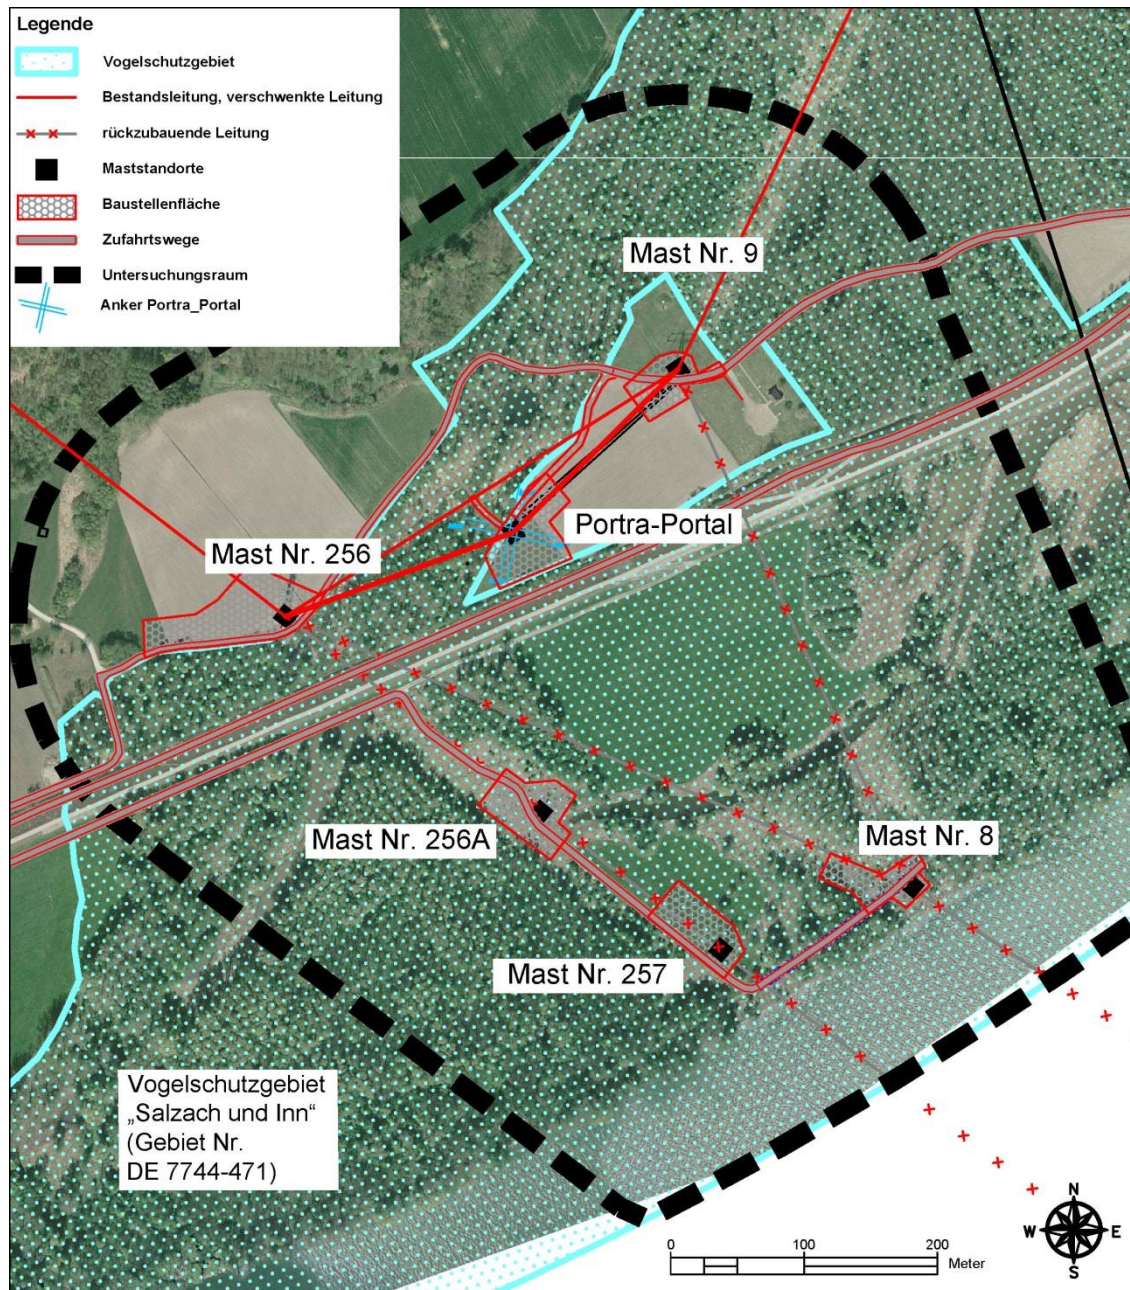 Legende
Vogelschutzgebiet
Bestandsleitung, verschwenkte Leitung
rückzubauende Leitung
Maststandorte
Baustellenfläche
Zufahrtswege
Untersuchungsraum
Anker Portra_Portal
Mast Nr. 9
Portra-Portal
Mast Nr. 256
Mast Nr. 256A
Mast Nr. 8
Mast Nr. 257
Vogelschutzgebiet
„Salzach und Inn“
(Gebiet Nr.
DE 7744-471)
N
W E
S
0 100 200
Meter